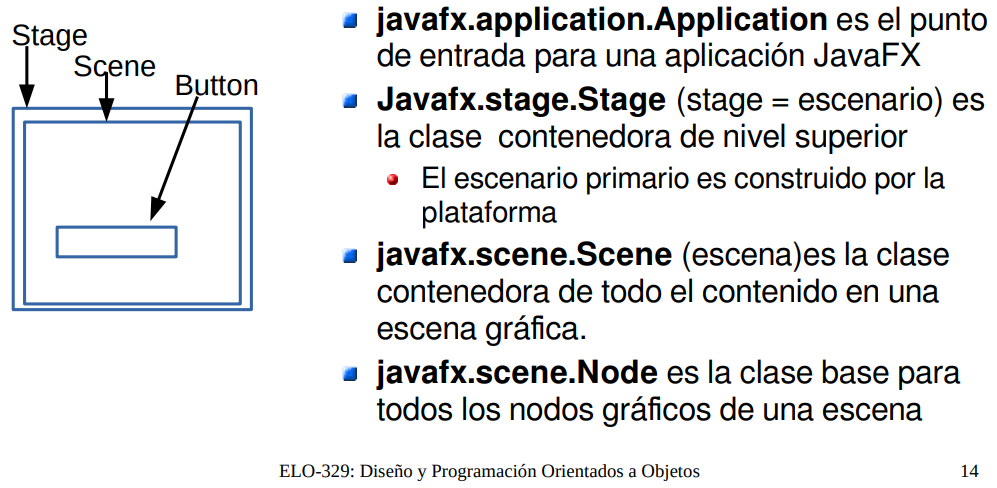 Stage
Scene
Button
javafx.application.Application es el punto
de entrada para una aplicación JavaFX
Javafx.stage.Stage (stage = escenario) es
la clase contenedora de nivel superior
El escenario primario es construido por la
plataforma
javafx.scene.Scene (escena)es la clase
contenedora de todo el contenido en una
escena gráfica.
javafx.scene.Node es la clase base para
todos los nodos gráficos de una escena
ELO-329: Diseño y Programación Orientados a Objetos
14